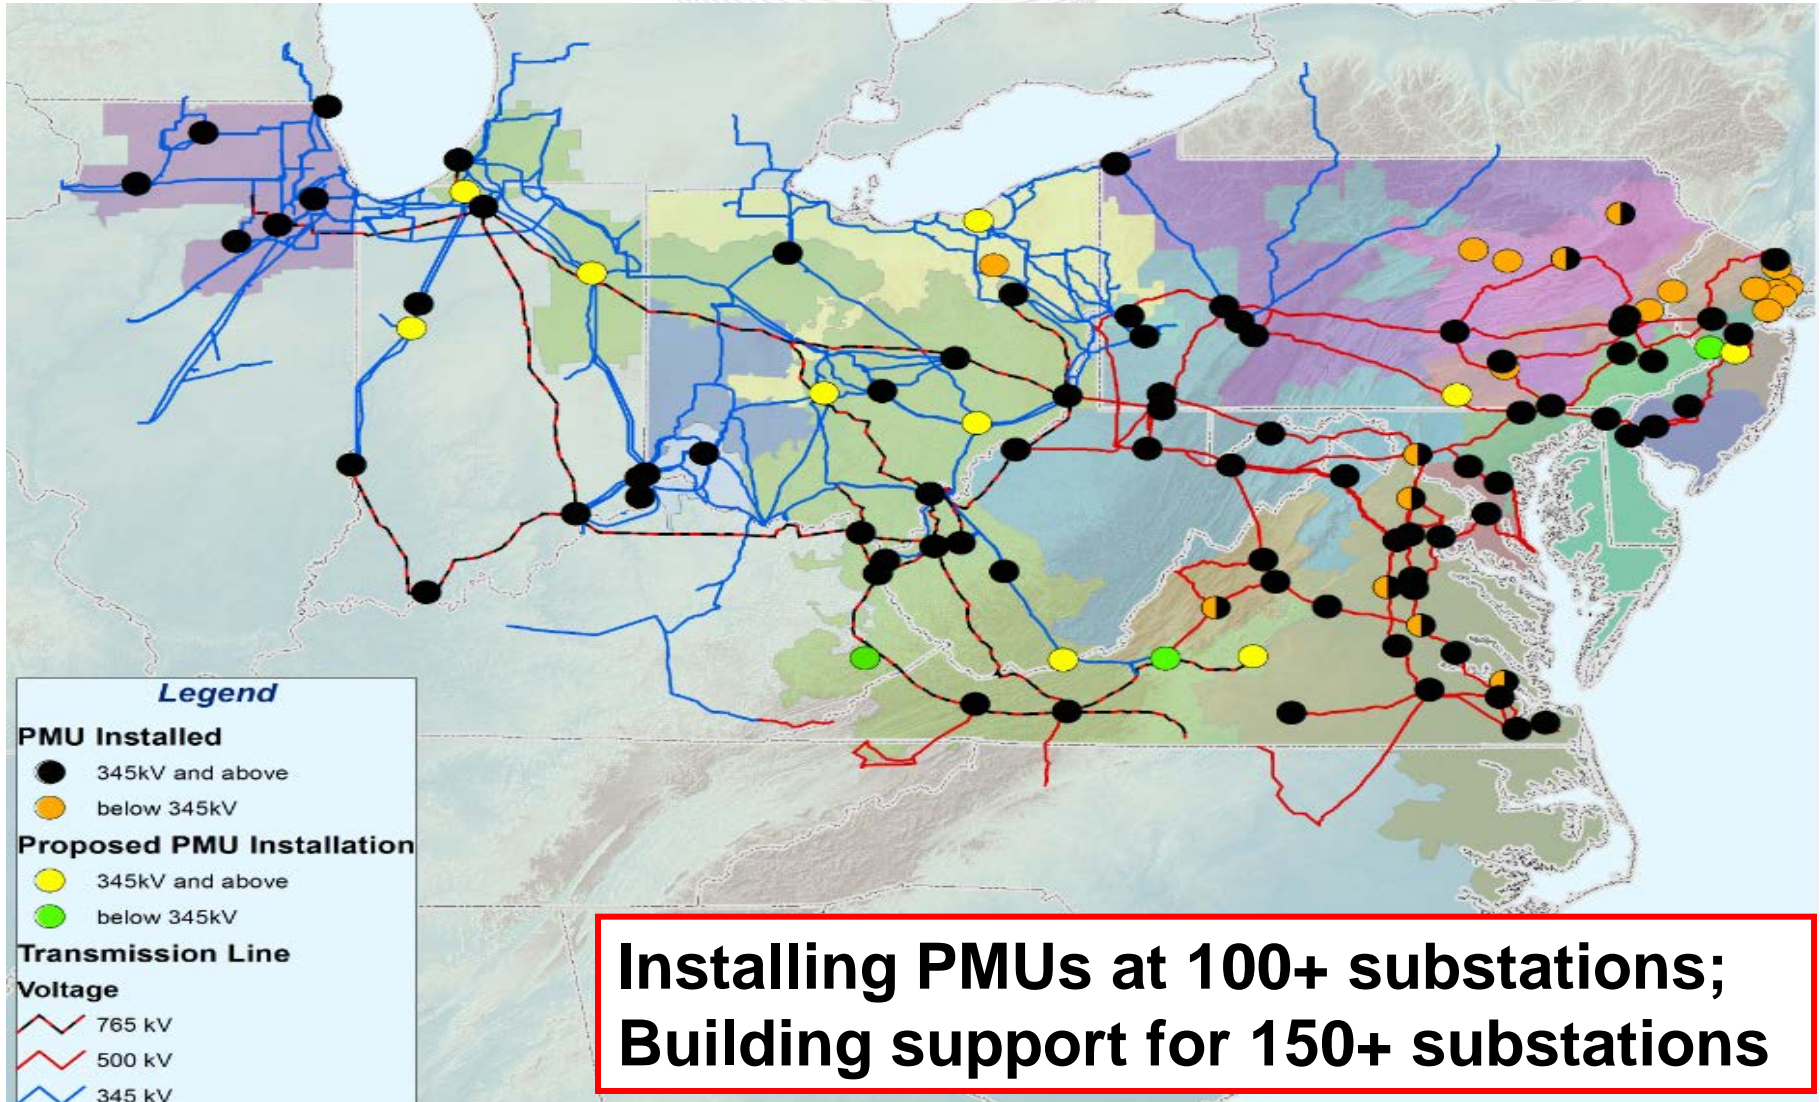 Legend
PMU Installed
345kV and above
below 345kV
Proposed PMU Installation
345kV and above
below 345kV
Transmission Line
Voltage
765 kV
500 kV
345 kV
Installing PMUs at 100+ substations;
Building support for 150+ substations